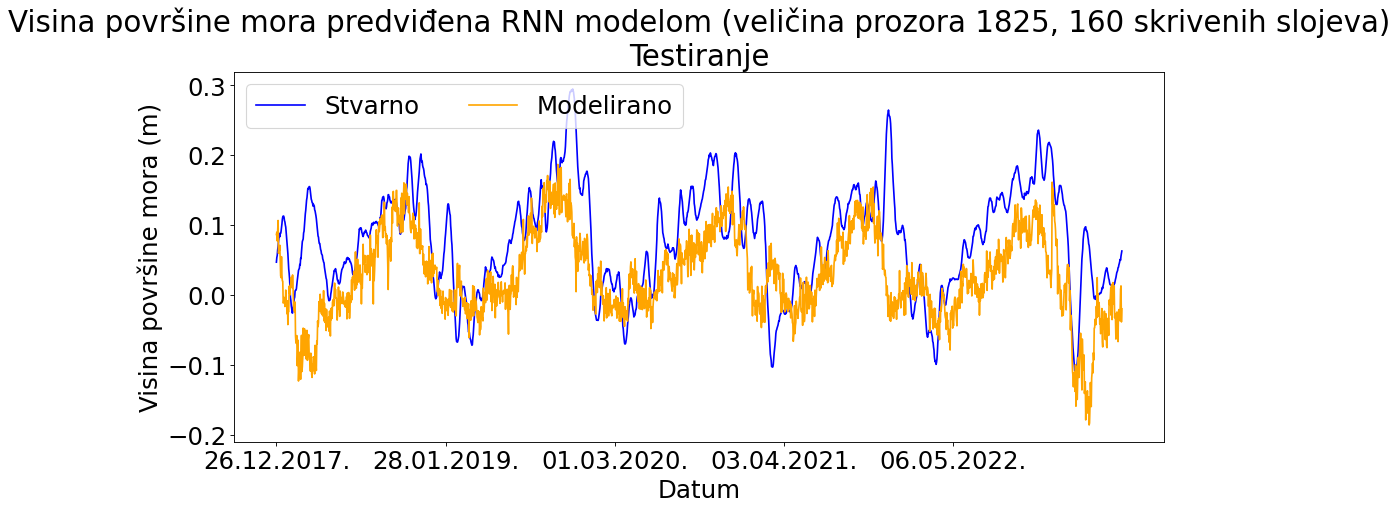 Visina površine mora predviđena RNN modelom (veličina prozora 1825, 160 skrivenih slojeva)
Testiranje
Stvarno Modelirano
Visina površine mora (m)
0.3
0.2
0.1
0.0
−0.1
−0.2
26.12.2017. 28.01.2019. 01.03.2020. 03.04.2021. 06.05.2022.
Datum